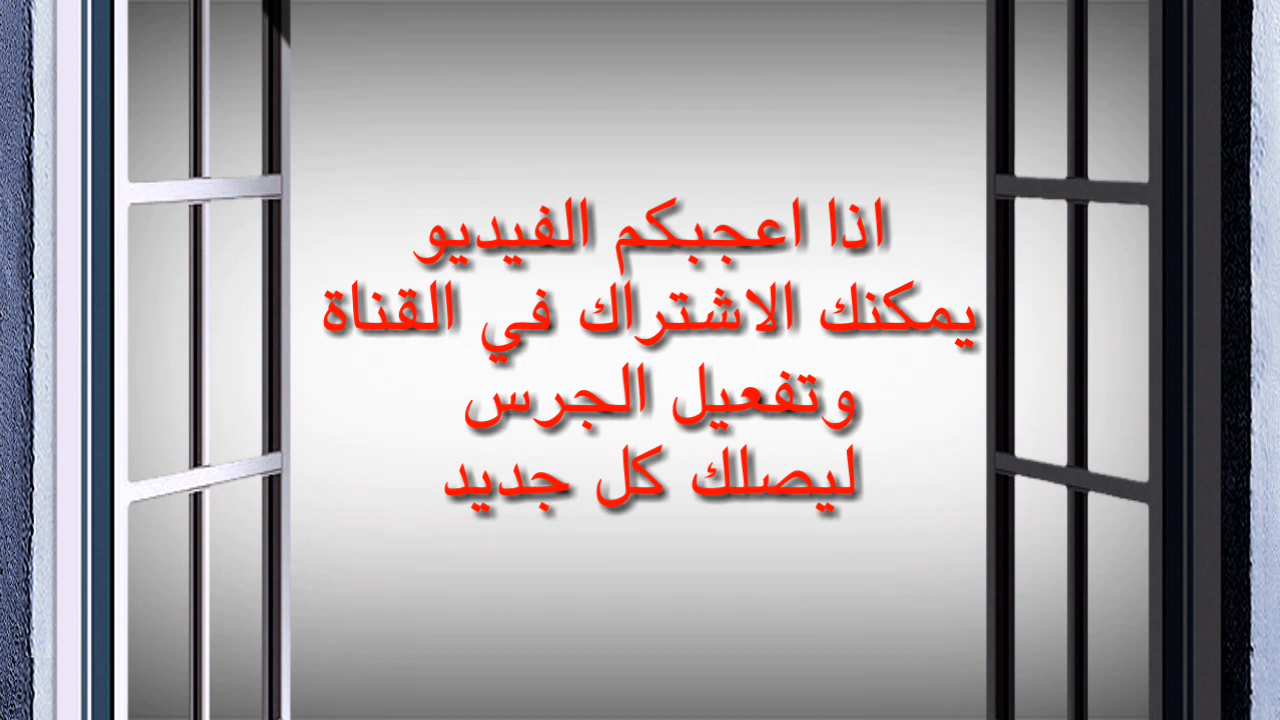 اذا اعجبكم الفيديو
يمكنك الاشتراك في القناة
وتفعيل الجرس
ليصلك كل جديد